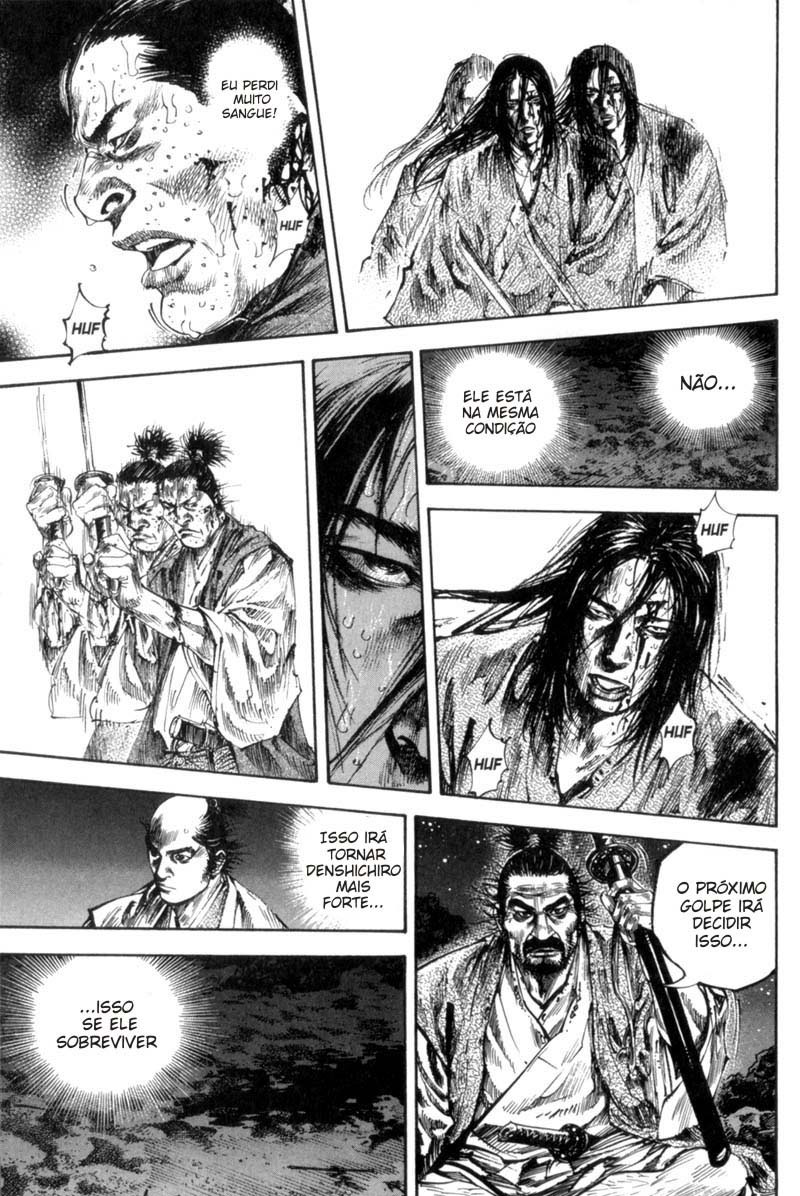 EU PERDI
MUITO
SANGUE!
HUF
HUF
NÃO...
ELE ESTÁ
NA MESMA
CONDIÇÃO
HUF
HUF
HUF
O PRÓXIMO
GOLPE IRÁ
DECIDIR
ISSO...
ISSO IRÁ
TORNAR
DENSHICHIRO
MAIS
FORTE...
...ISSO
SE ELE
SOBREVIVER